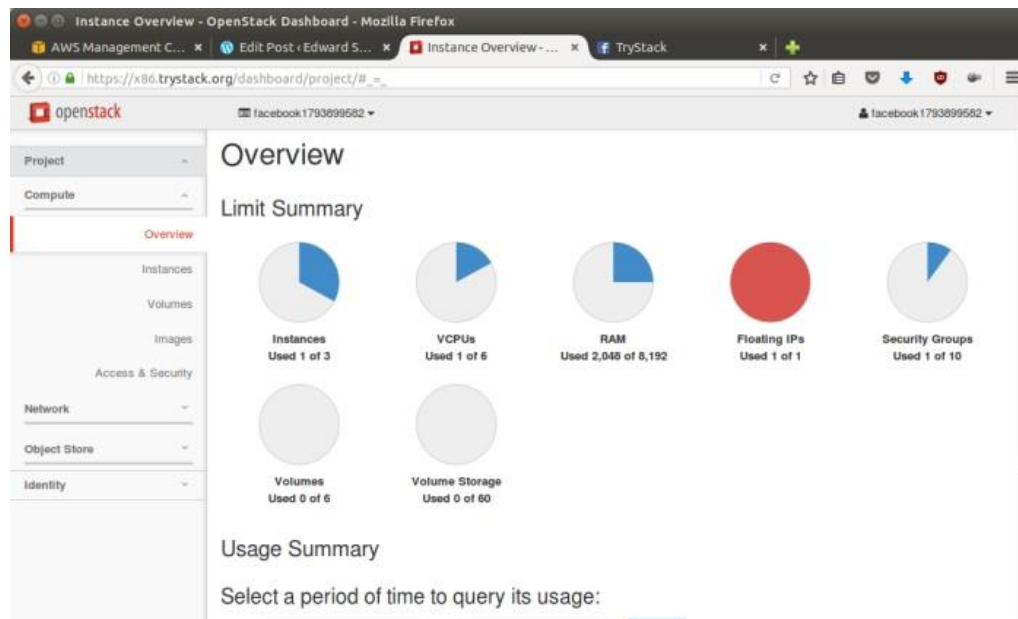 Instance Overview - OpenStack Dashboard - Mozilla Firefox
AWS Management C... × Edit Post ‹ Edward S... × Instance Overview - ... × TryStack ×
https://x86.trystack.org/dashboard/project/#_=_
openstack facebook1793899582 facebook1793899582
Project
Compute
Overview
Instances
Volumes
Images
Access & Security
Network
Object Store
Identity
Overview
Limit Summary
Instances
Used 1 of 3
VCPUs
Used 1 of 6
RAM
Used 2,048 of 8,192
Floating IPs
Used 1 of 1
Security Groups
Used 1 of 10
Volumes
Used 0 of 6
Volume Storage
Used 0 of 60
Usage Summary
Select a period of time to query its usage: